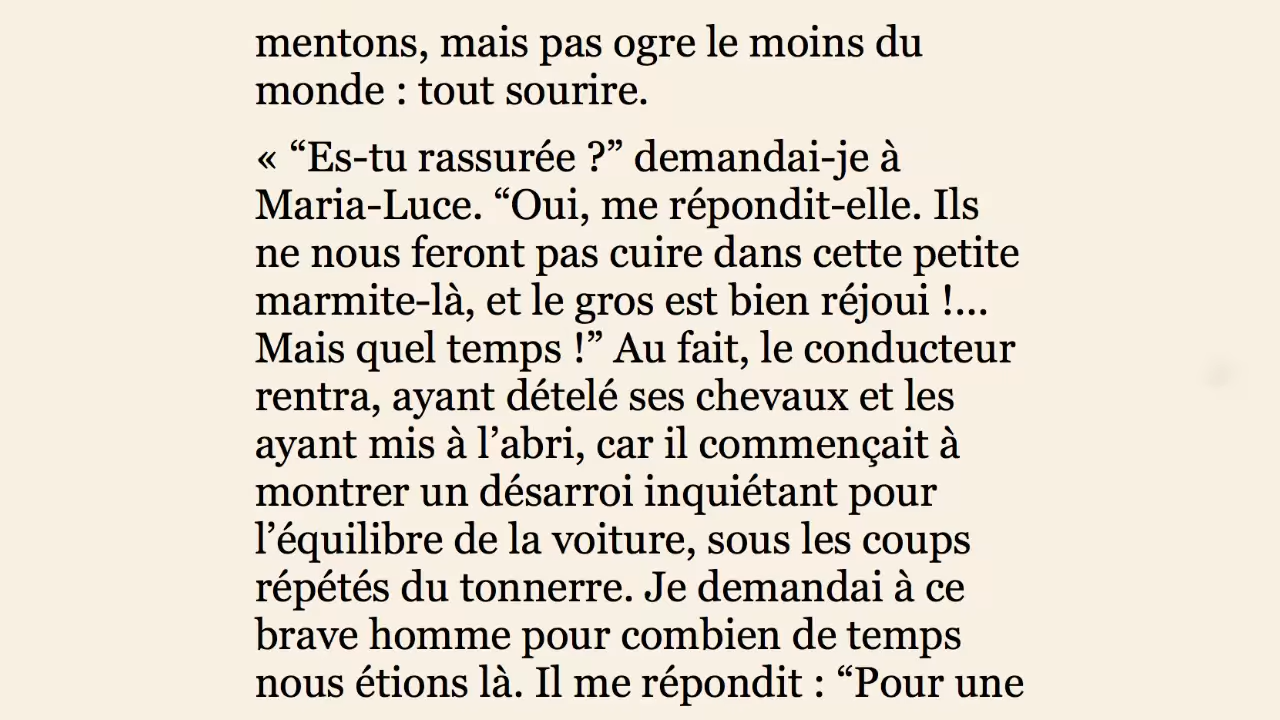 mentons, mais pas ogre le moins du
monde : tout sourire.
« “Es-tu rassurée ?” demandai-je à
Maria-Luce. “Oui, me répondit-elle. Ils
ne nous feront pas cuire dans cette petite
marmite-là, et le gros est bien réjoui !...
Mais quel temps !” Au fait, le conducteur
rentra, ayant dételé ses chevaux et les
ayant mis à l’abri, car il commençait à
montrer un désarroi inquiétant pour
l’équilibre de la voiture, sous les coups
répétés du tonnerre. Je demandai à ce
brave homme pour combien de temps
nous étions là. Il me répondit : “Pour une